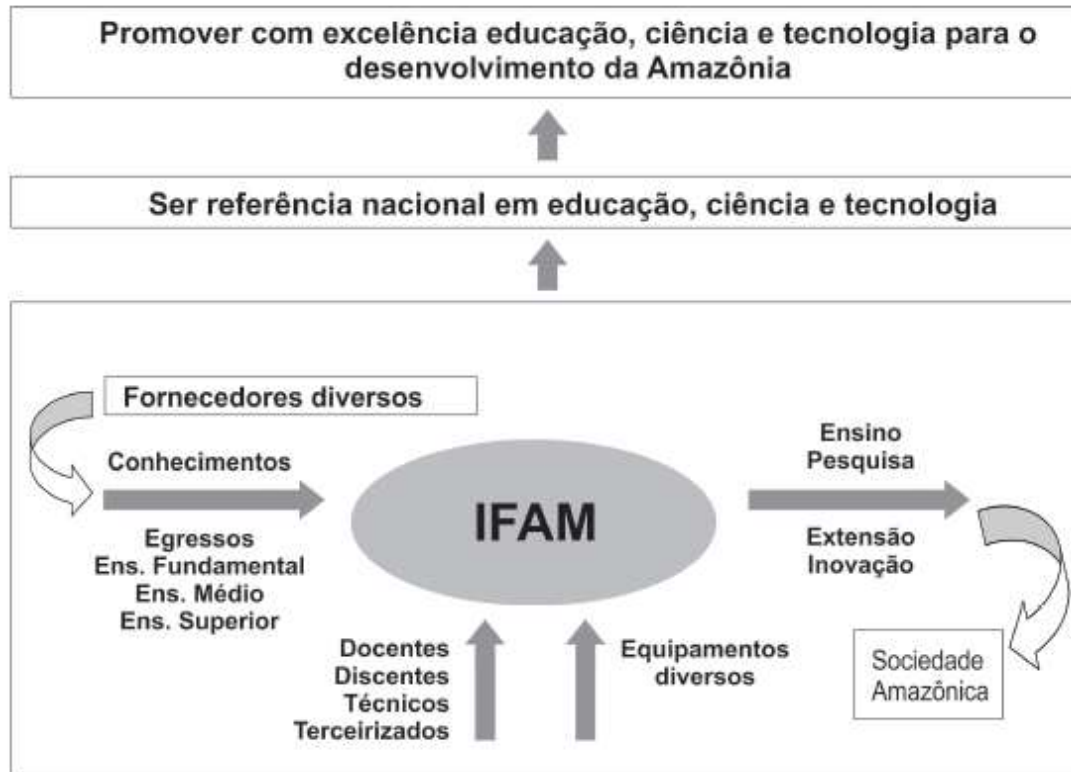 Promover com excelência educação, ciência e tecnologia para o
desenvolvimento da Amazônia
Ser referência nacional em educação, ciência e tecnologia
Fornecedores diversos
Conhecimentos
Egressos
Ens. Fundamental
Ens. Médio
Ens. Superior
IFAM
Docentes
Discentes
Técnicos
Terceirizados
Equipamentos
diversos
Ensino
Pesquisa
Extensão
Inovação
Sociedade
Amazônica